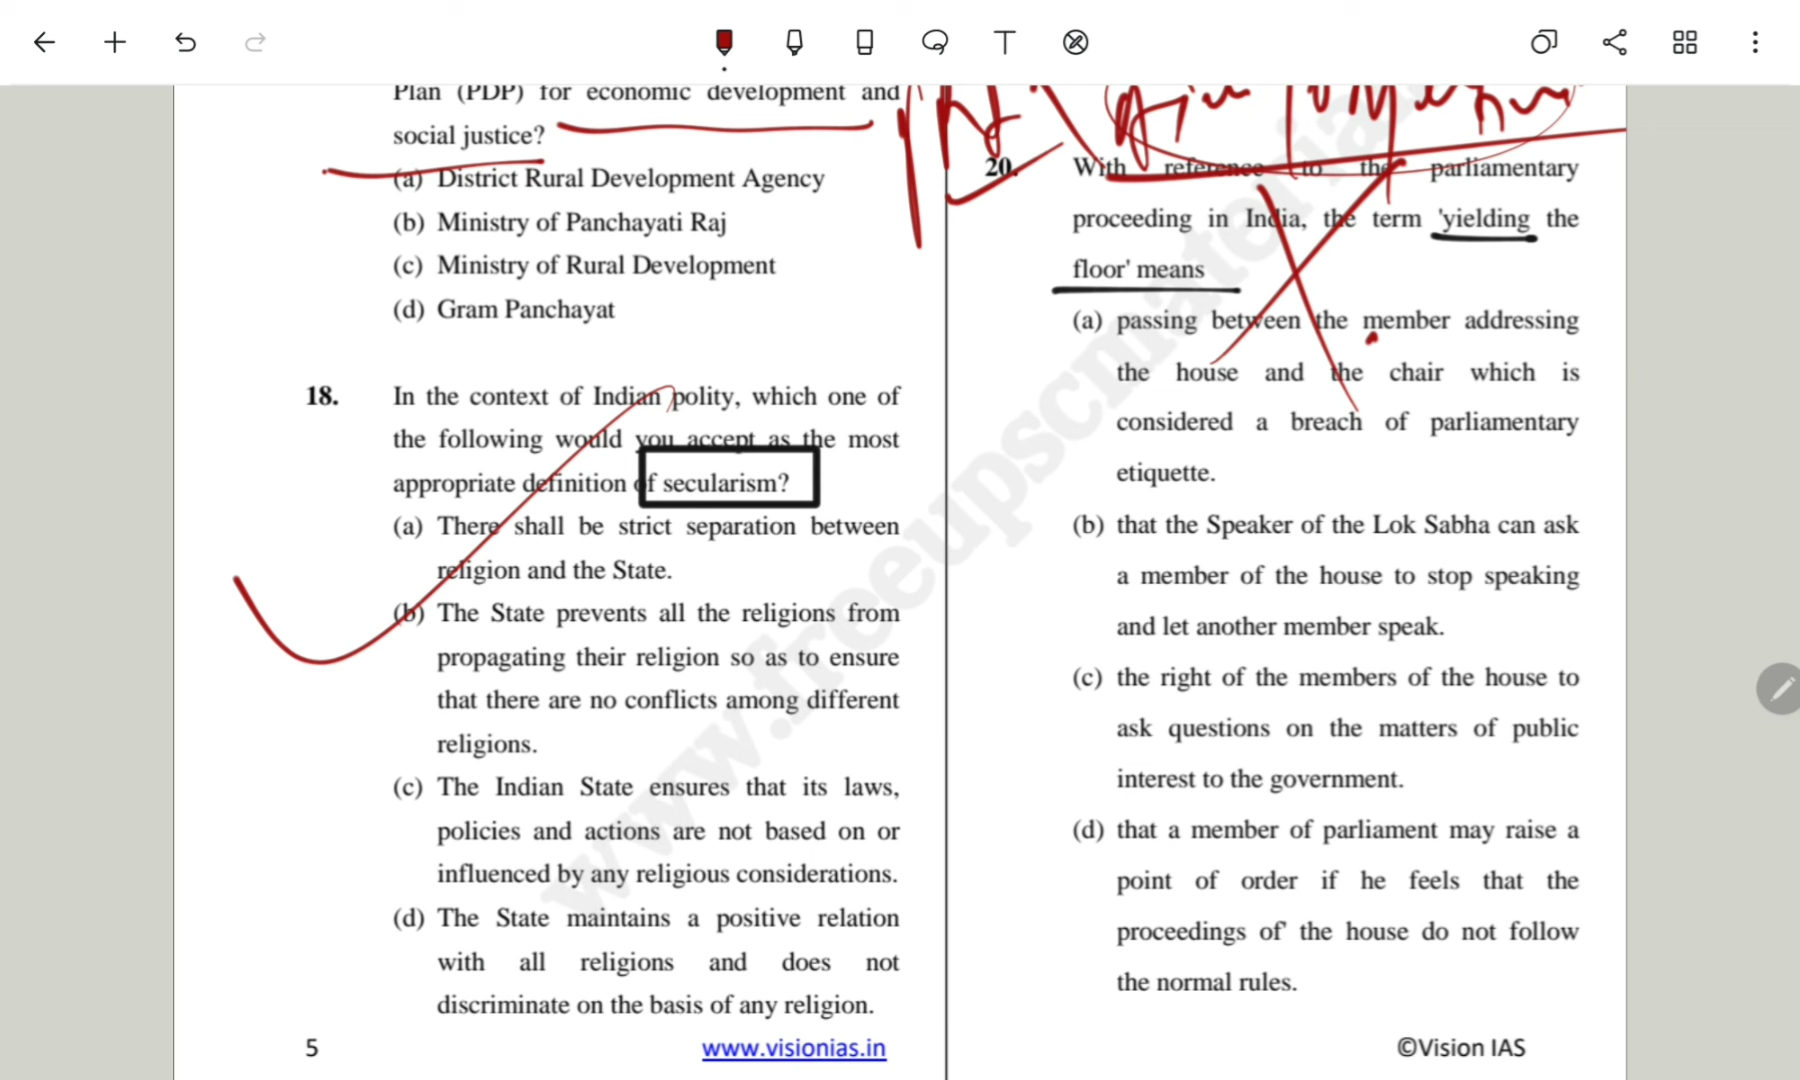 Plan (PDP) for economic development and
social justice?
(a) District Rural Development Agency
(b) Ministry of Panchayati Raj
(c) Ministry of Rural Development
(d) Gram Panchayat
18. In the context of Indian polity, which one of
the following would you accept as the most
appropriate definition of secularism?
(a) There shall be strict separation between
religion and the State.
(b) The State prevents all the religions from
propagating their religion so as to ensure
that there are no conflicts among different
religions.
(c) The Indian State ensures that its laws,
policies and actions are not based on or
influenced by any religious considerations.
(d) The State maintains a positive relation
with all religions and does not
discriminate on the basis of any religion.
20. With reference to the parliamentary
proceeding in India, the term 'yielding the
floor' means
(a) passing between the member addressing
the house and the chair which is
considered a breach of parliamentary
etiquette.
(b) that the Speaker of the Lok Sabha can ask
a member of the house to stop speaking
and let another member speak.
(c) the right of the members of the house to
ask questions on the matters of public
interest to the government.
(d) that a member of parliament may raise a
point of order if he feels that the
proceedings of the house do not follow
the normal rules.
5 www.visionias.in ©Vision IAS